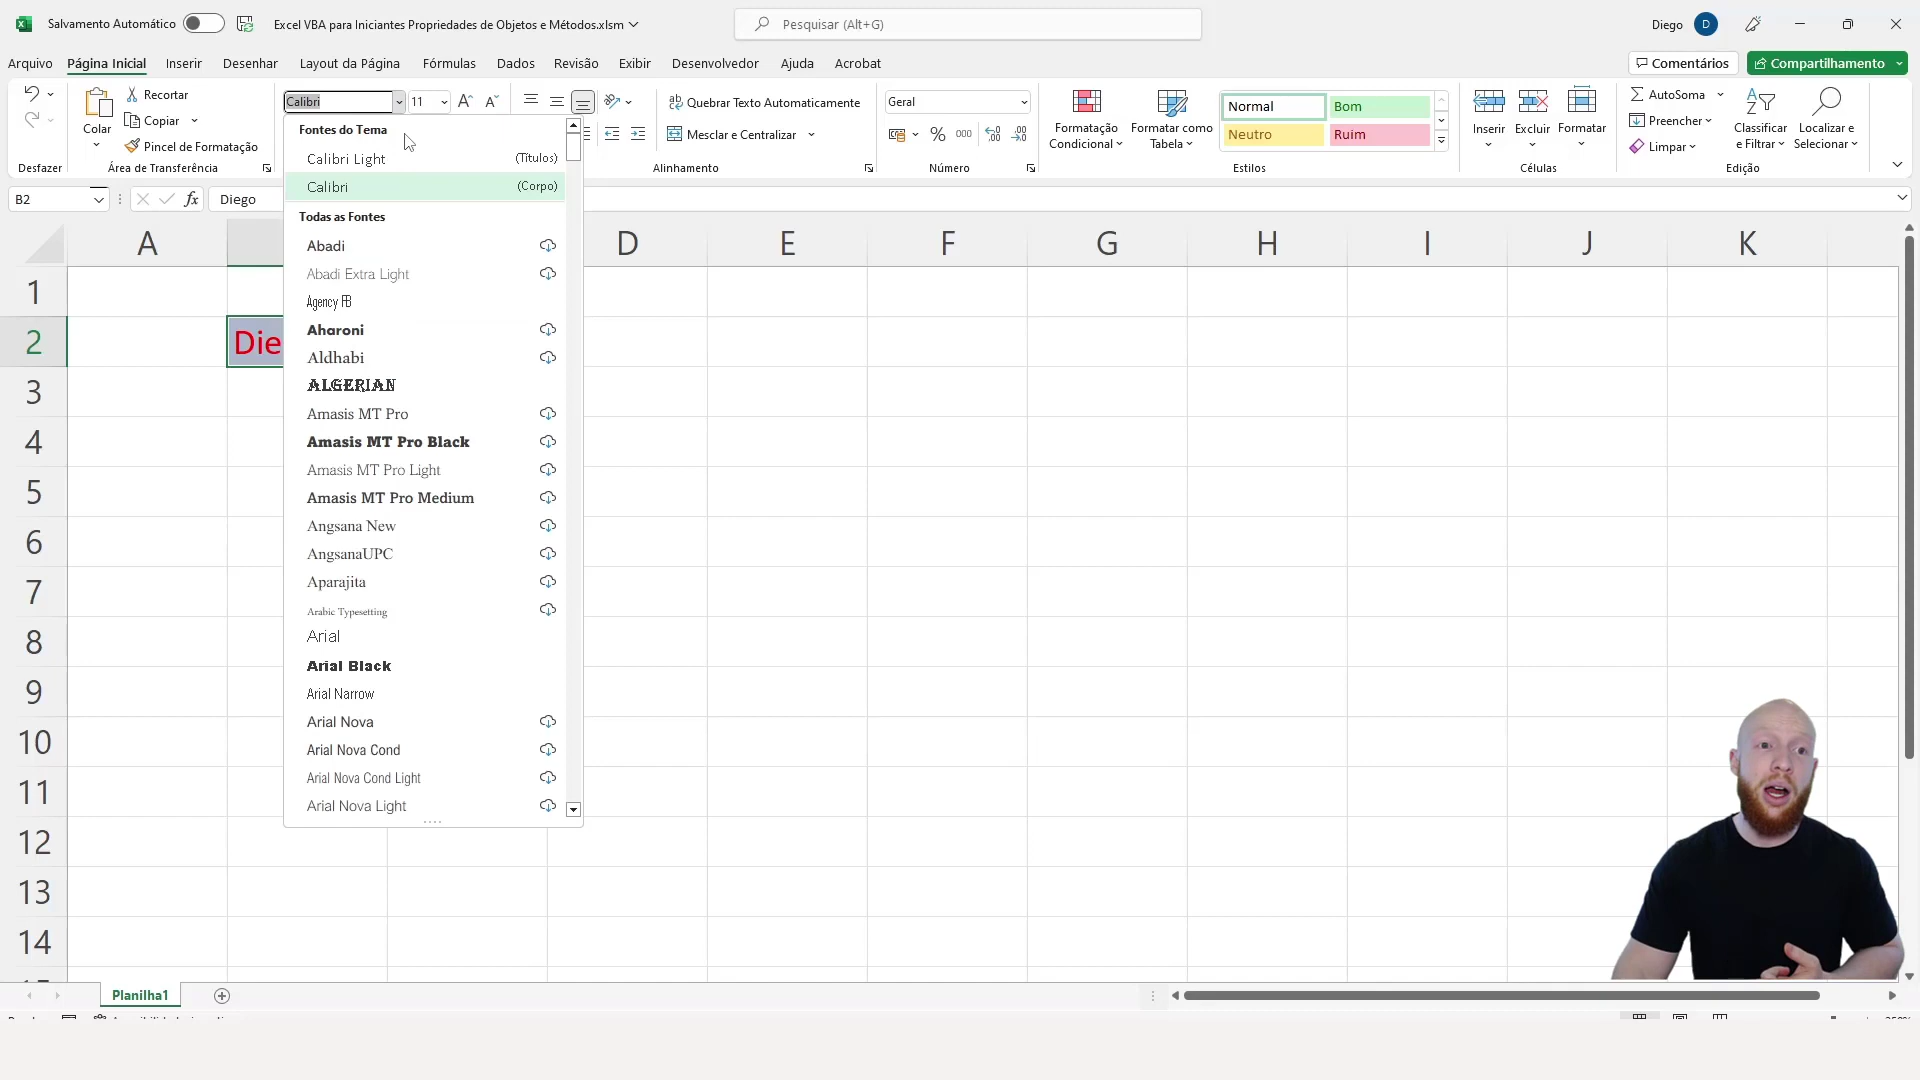 Salvamento Automático
Excel VBA para Iniciantes Propriedades de Objetos e Métodos.xlsm
Pesquisar (Alt+G)
Diego
D
Arquivo
Página Inicial
Inserir
Desenhar
Layout da Página
Fórmulas
Dados
Revisão
Exibir
Desenvolvedor
Ajuda
Acrobat
Comentários
Compartilhamento
Colar
Recortar
Copiar
Pincel de Formatação
Desfazer
Área de Transferência
Calibri
11
Quebrar Texto Automaticamente
Mesclar e Centralizar
Alinhamento
Geral
% 000
Número
Formatação Condicional
Formatar como Tabela
Normal
Bom
Neutro
Ruim
Estilos
Inserir
Excluir
Formatar
Células
AutoSoma
Preencher
Limpar
Classificar e Filtrar
Localizar e Selecionar
Edição
B2
fx
Diego
Fontes do Tema
Calibri Light (Títulos)
Calibri (Corpo)
Todas as Fontes
Abadi
Abadi Extra Light
Agency FB
Aharoni
Aldhabi
ALGERIAN
Amasis MT Pro
Amasis MT Pro Black
Amasis MT Pro Light
Amasis MT Pro Medium
Angsana New
AngsanaUPC
Aparajita
Arabic Typesetting
Arial
Arial Black
Arial Narrow
Arial Nova
Arial Nova Cond
Arial Nova Cond Light
Arial Nova Light
A D E F G H I J K
1
2 Die
3
4
5
6
7
8
9
10
11
12
13
14
Planilha1